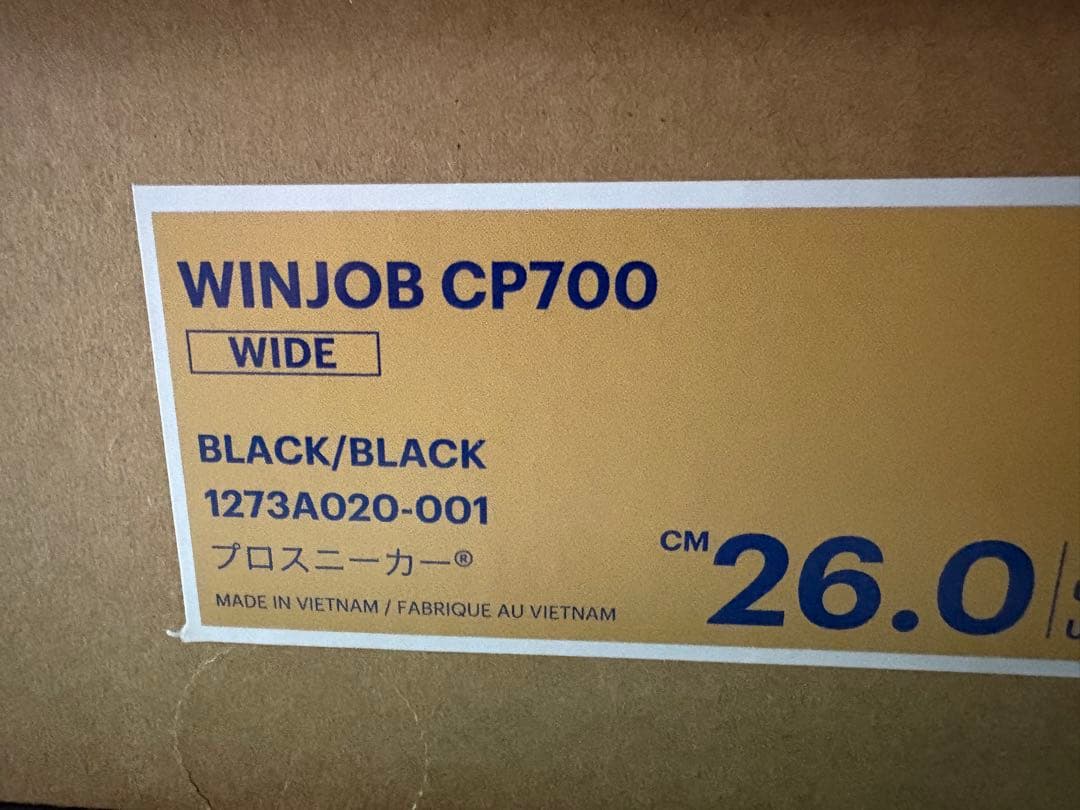 WINJOB CP700
WIDE
BLACK/BLACK
1273A020-001
プロスニーカー®
MADE IN VIETNAM / FABRIQUE AU VIETNAM
CM 26.0